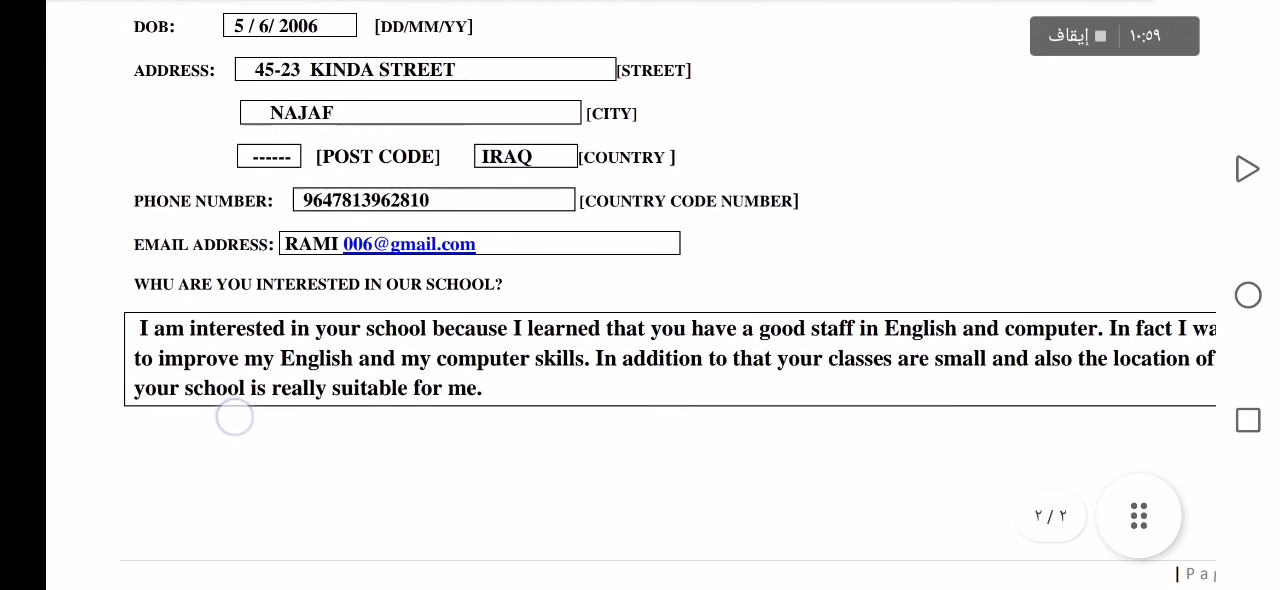 DOB: 5 / 6/ 2006 [DD/MM/YY]
إيقاف ١٠:٥٩
ADDRESS: 45-23 KINDA STREET [STREET]
NAJAF [CITY]
------ [POST CODE] IRAQ [COUNTRY ]
PHONE NUMBER: 9647813962810 [COUNTRY CODE NUMBER]
EMAIL ADDRESS: RAMI 006@gmail.com
WHU ARE YOU INTERESTED IN OUR SCHOOL?
I am interested in your school because I learned that you have a good staff in English and computer. In fact I wa
to improve my English and my computer skills. In addition to that your classes are small and also the location of
your school is really suitable for me.
٢ / ٢
| Pag